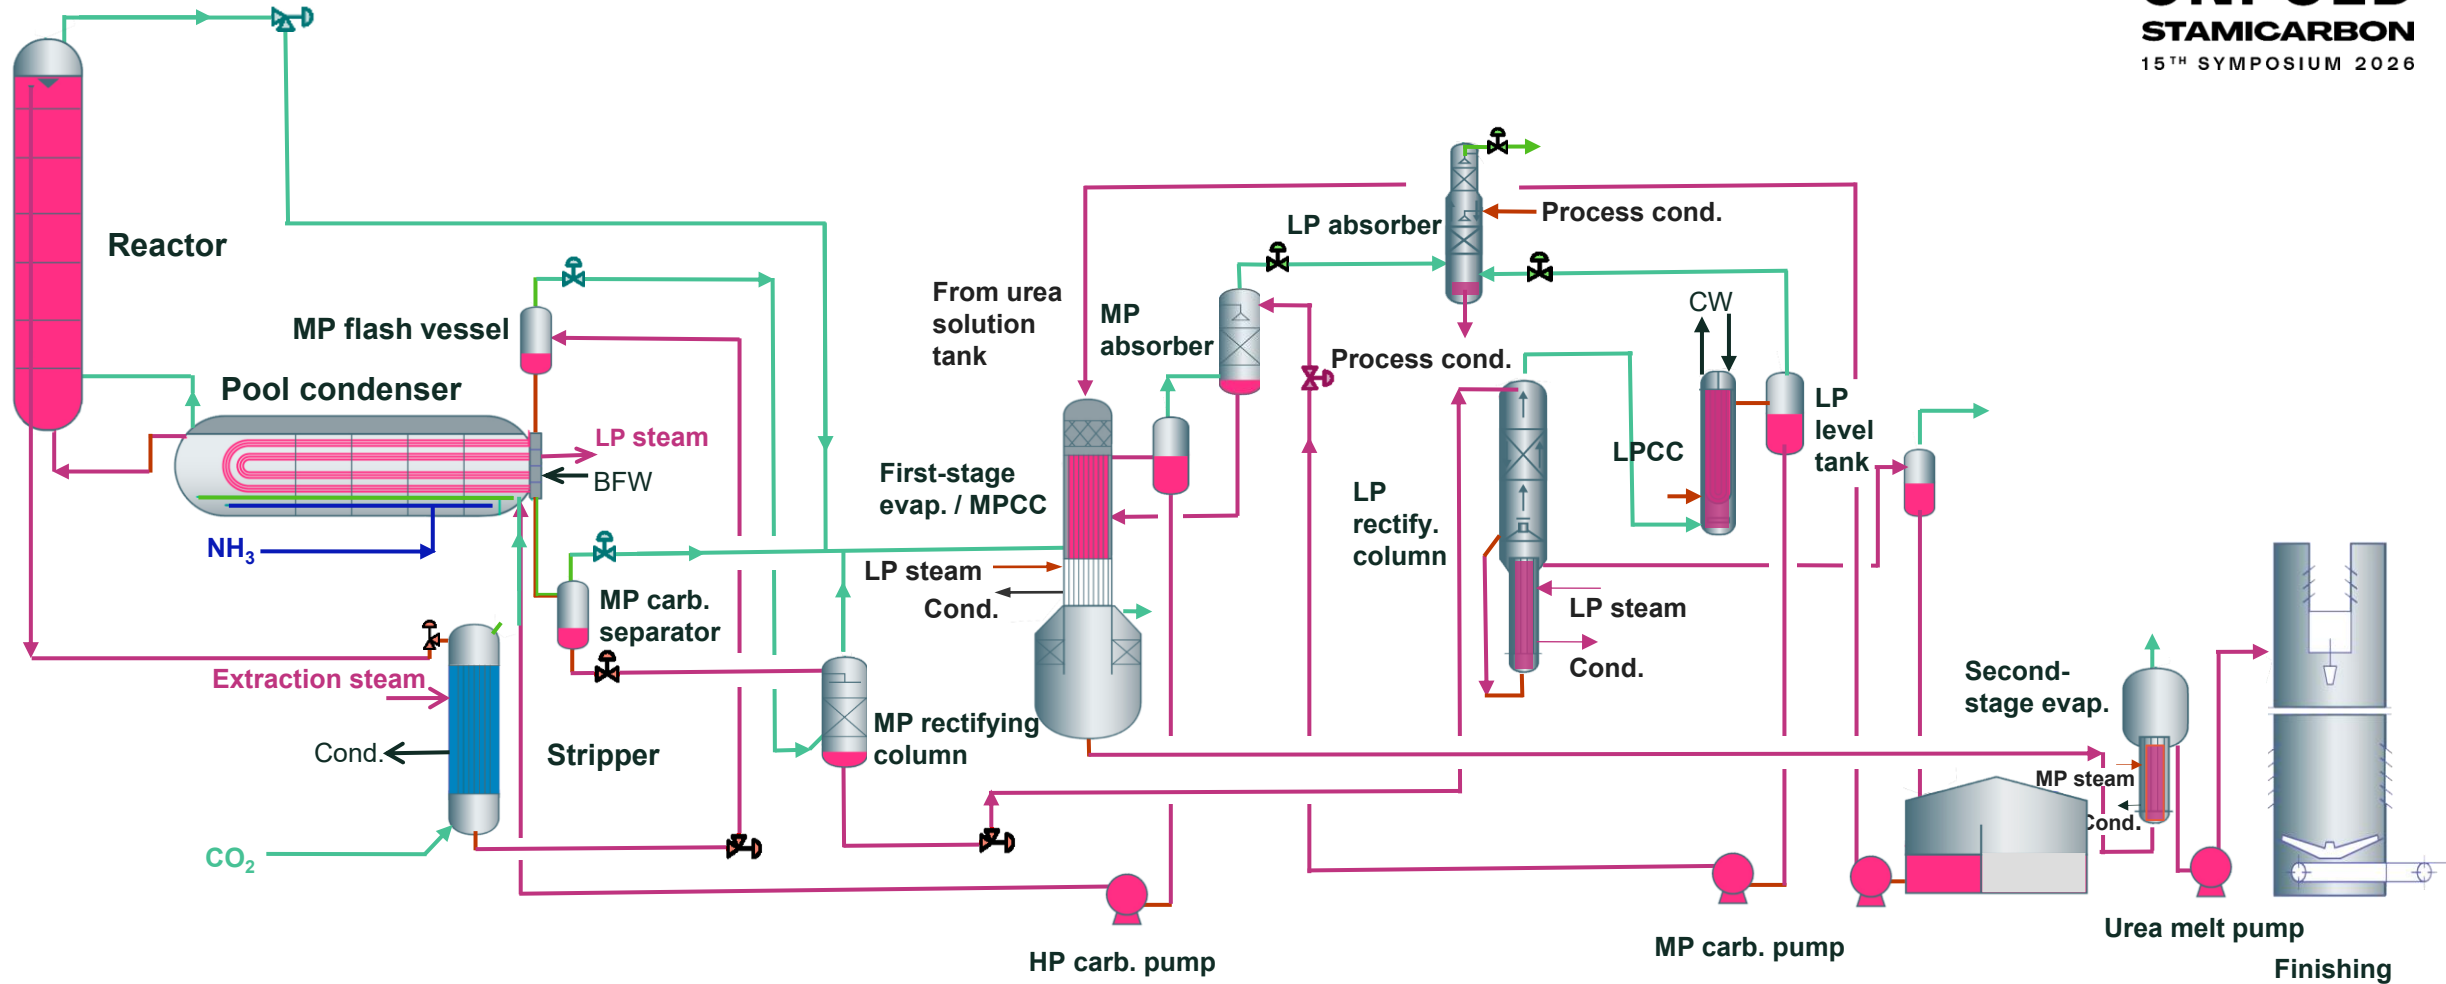 STAMICARBON
15TH SYMPOSIUM 2026
Reactor
Process cond.
LP absorber
From urea
solution
tank
MP
absorber
CW
MP flash vessel
Process cond.
Pool condenser
LP
level
tank
LP steam
BFW
LPCC
First-stage
evap. / MPCC
LP
rectify.
column
NH3
LP steam
Cond.
MP carb.
separator
LP steam
Cond.
Extraction steam
Second-
stage evap.
MP rectifying
column
Cond.
Stripper
MP steam
Cond.
CO2
Urea melt pump
MP carb. pump
HP carb. pump
Finishing